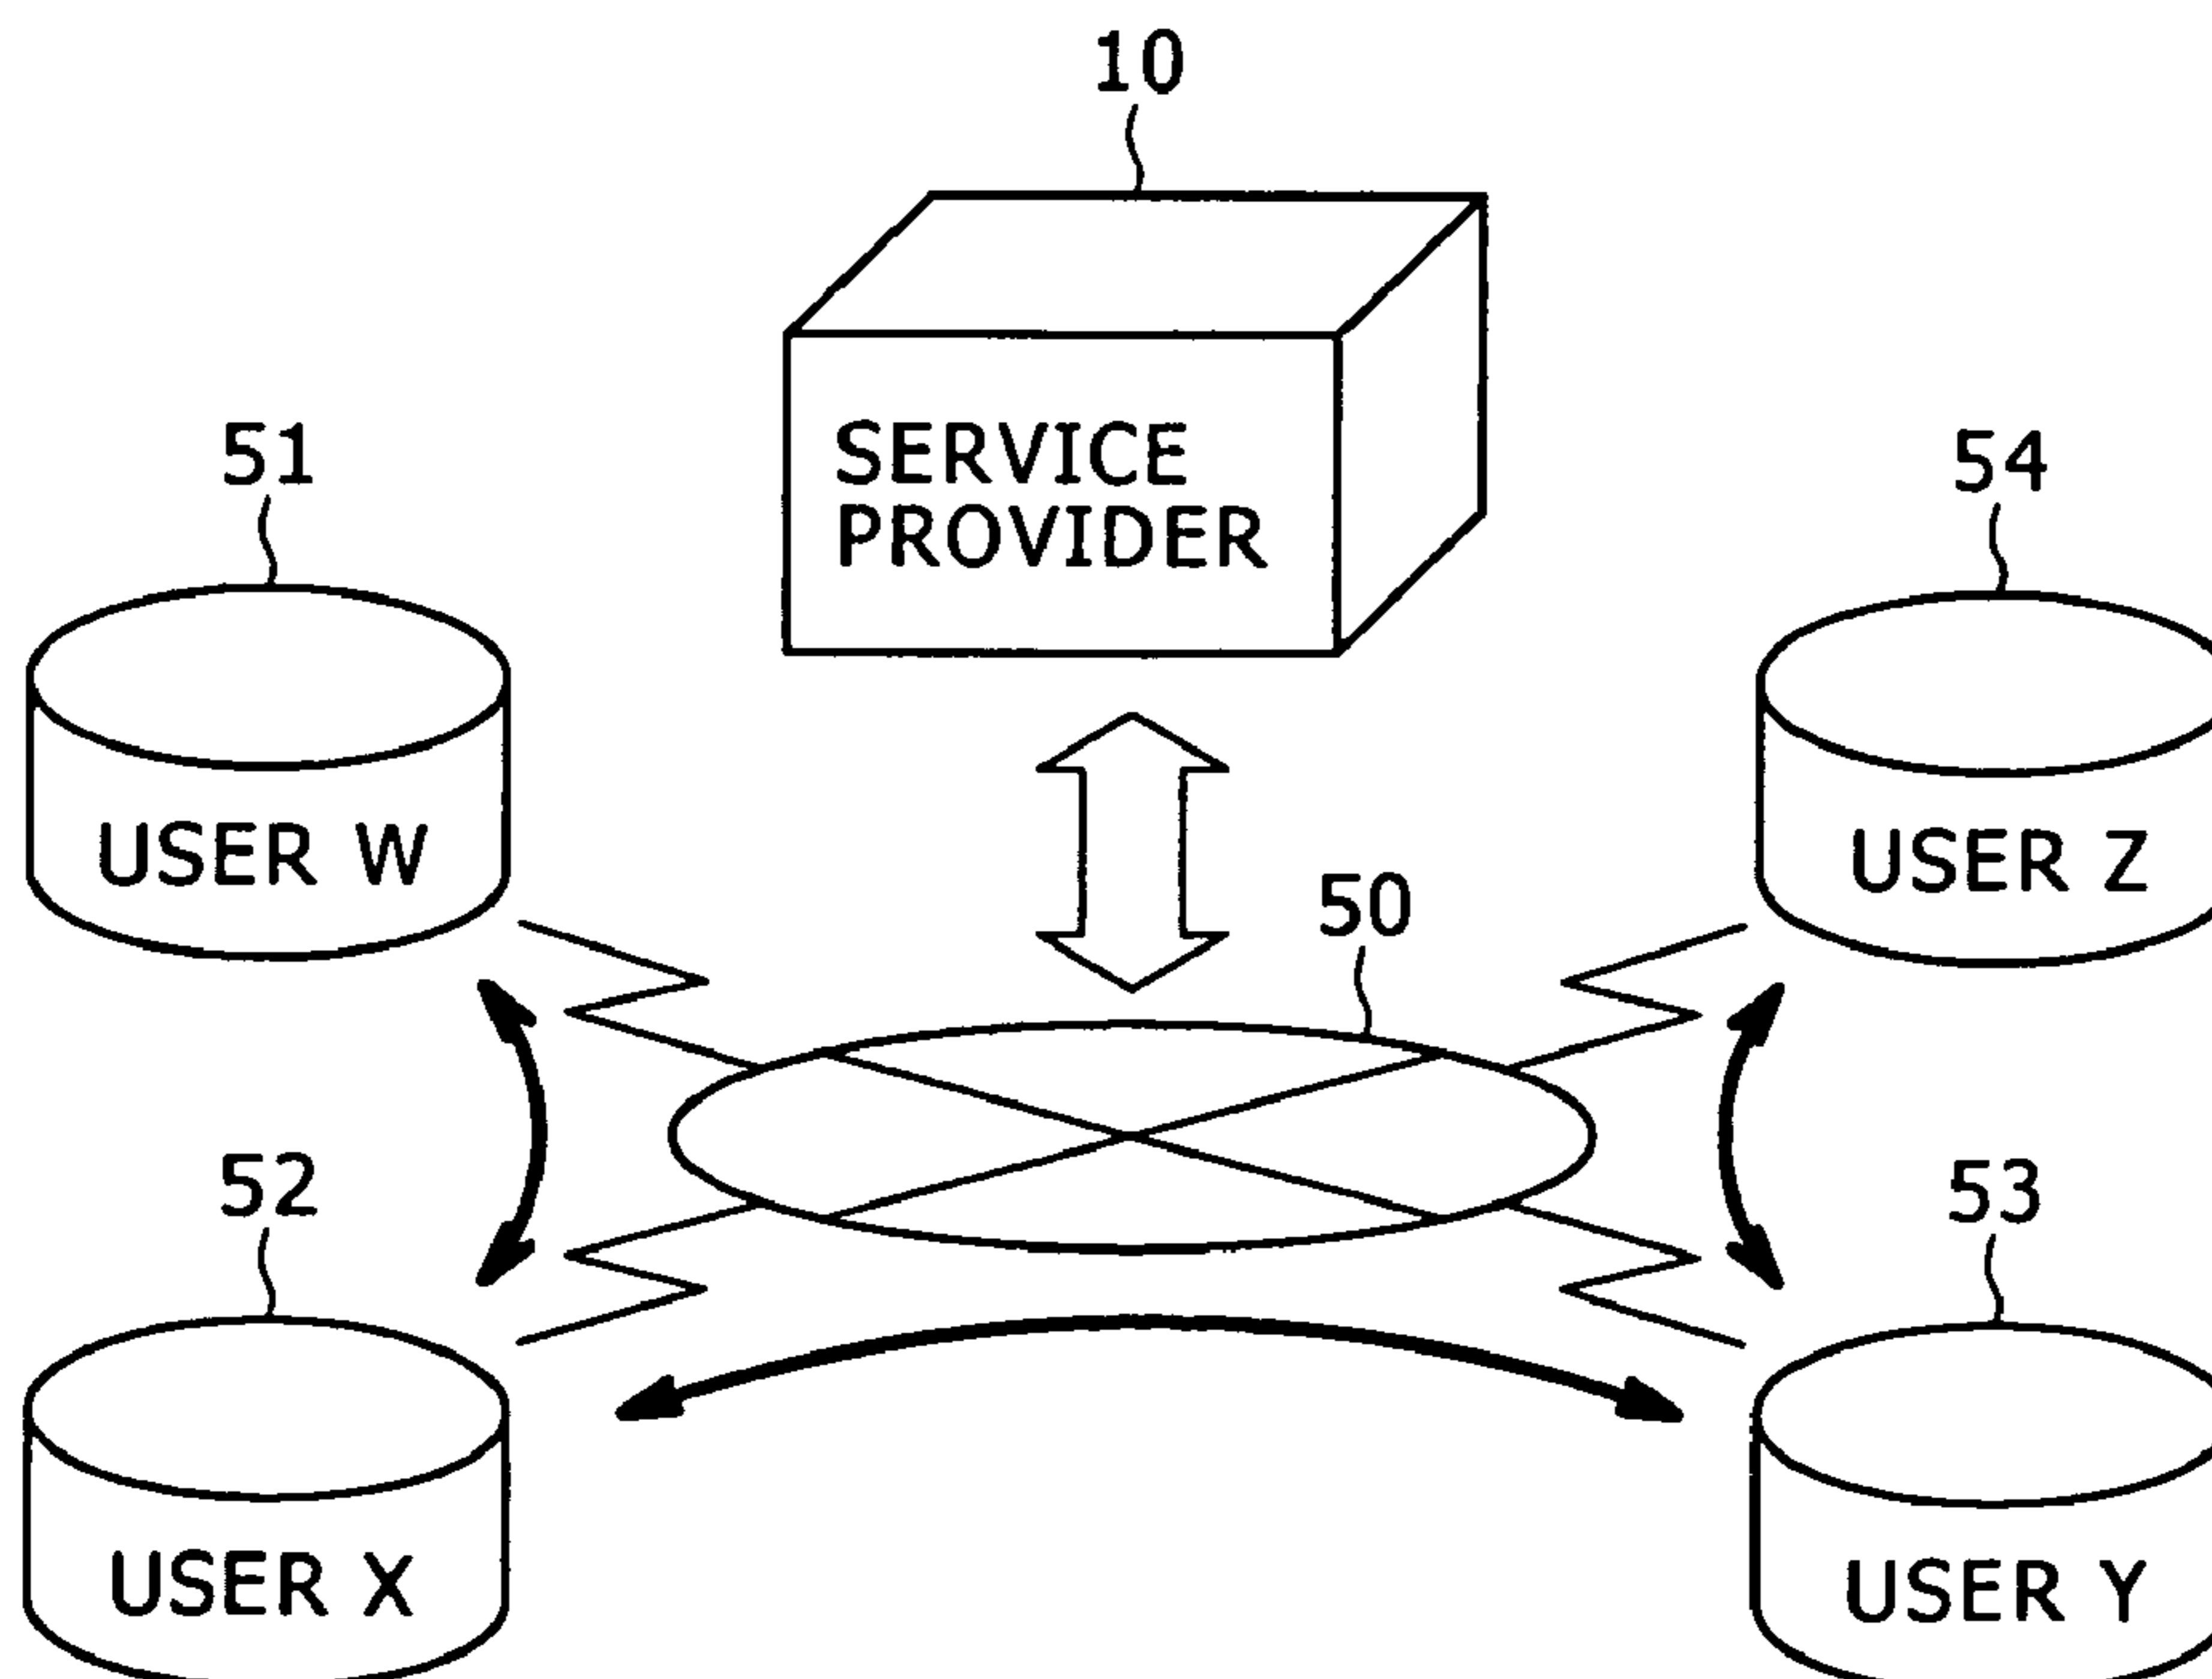 10
SERVICE
PROVIDER
51
54
USER W
USER Z
50
52
53
USER X
USER Y